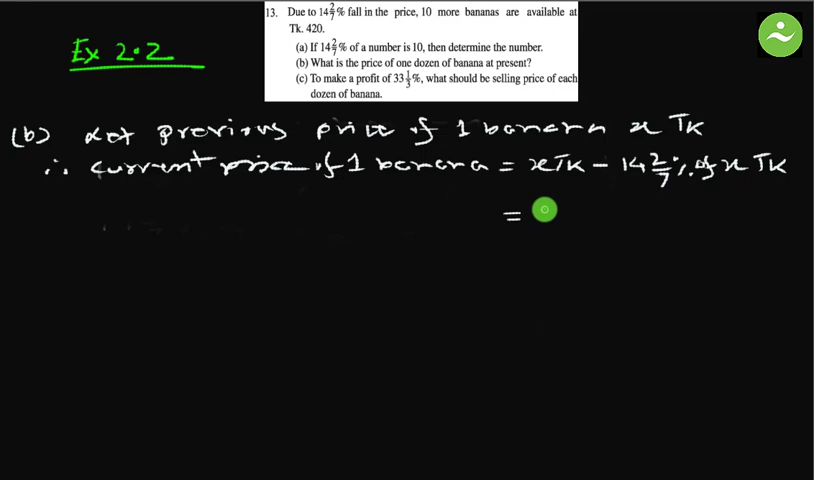 13. Due to 14 2/7 % fall in the price, 10 more bananas are available at
Tk. 420.
(a) If 14 2/7 % of a number is 10, then determine the number.
(b) What is the price of one dozen of banana at present?
(c) To make a profit of 33 1/3 %, what should be selling price of each
dozen of banana.
Ex 2.2
(b) Let previous price of 1 banana x Tk
∴ current price of 1 banana = x Tk - 14 2/7 % of x Tk
=